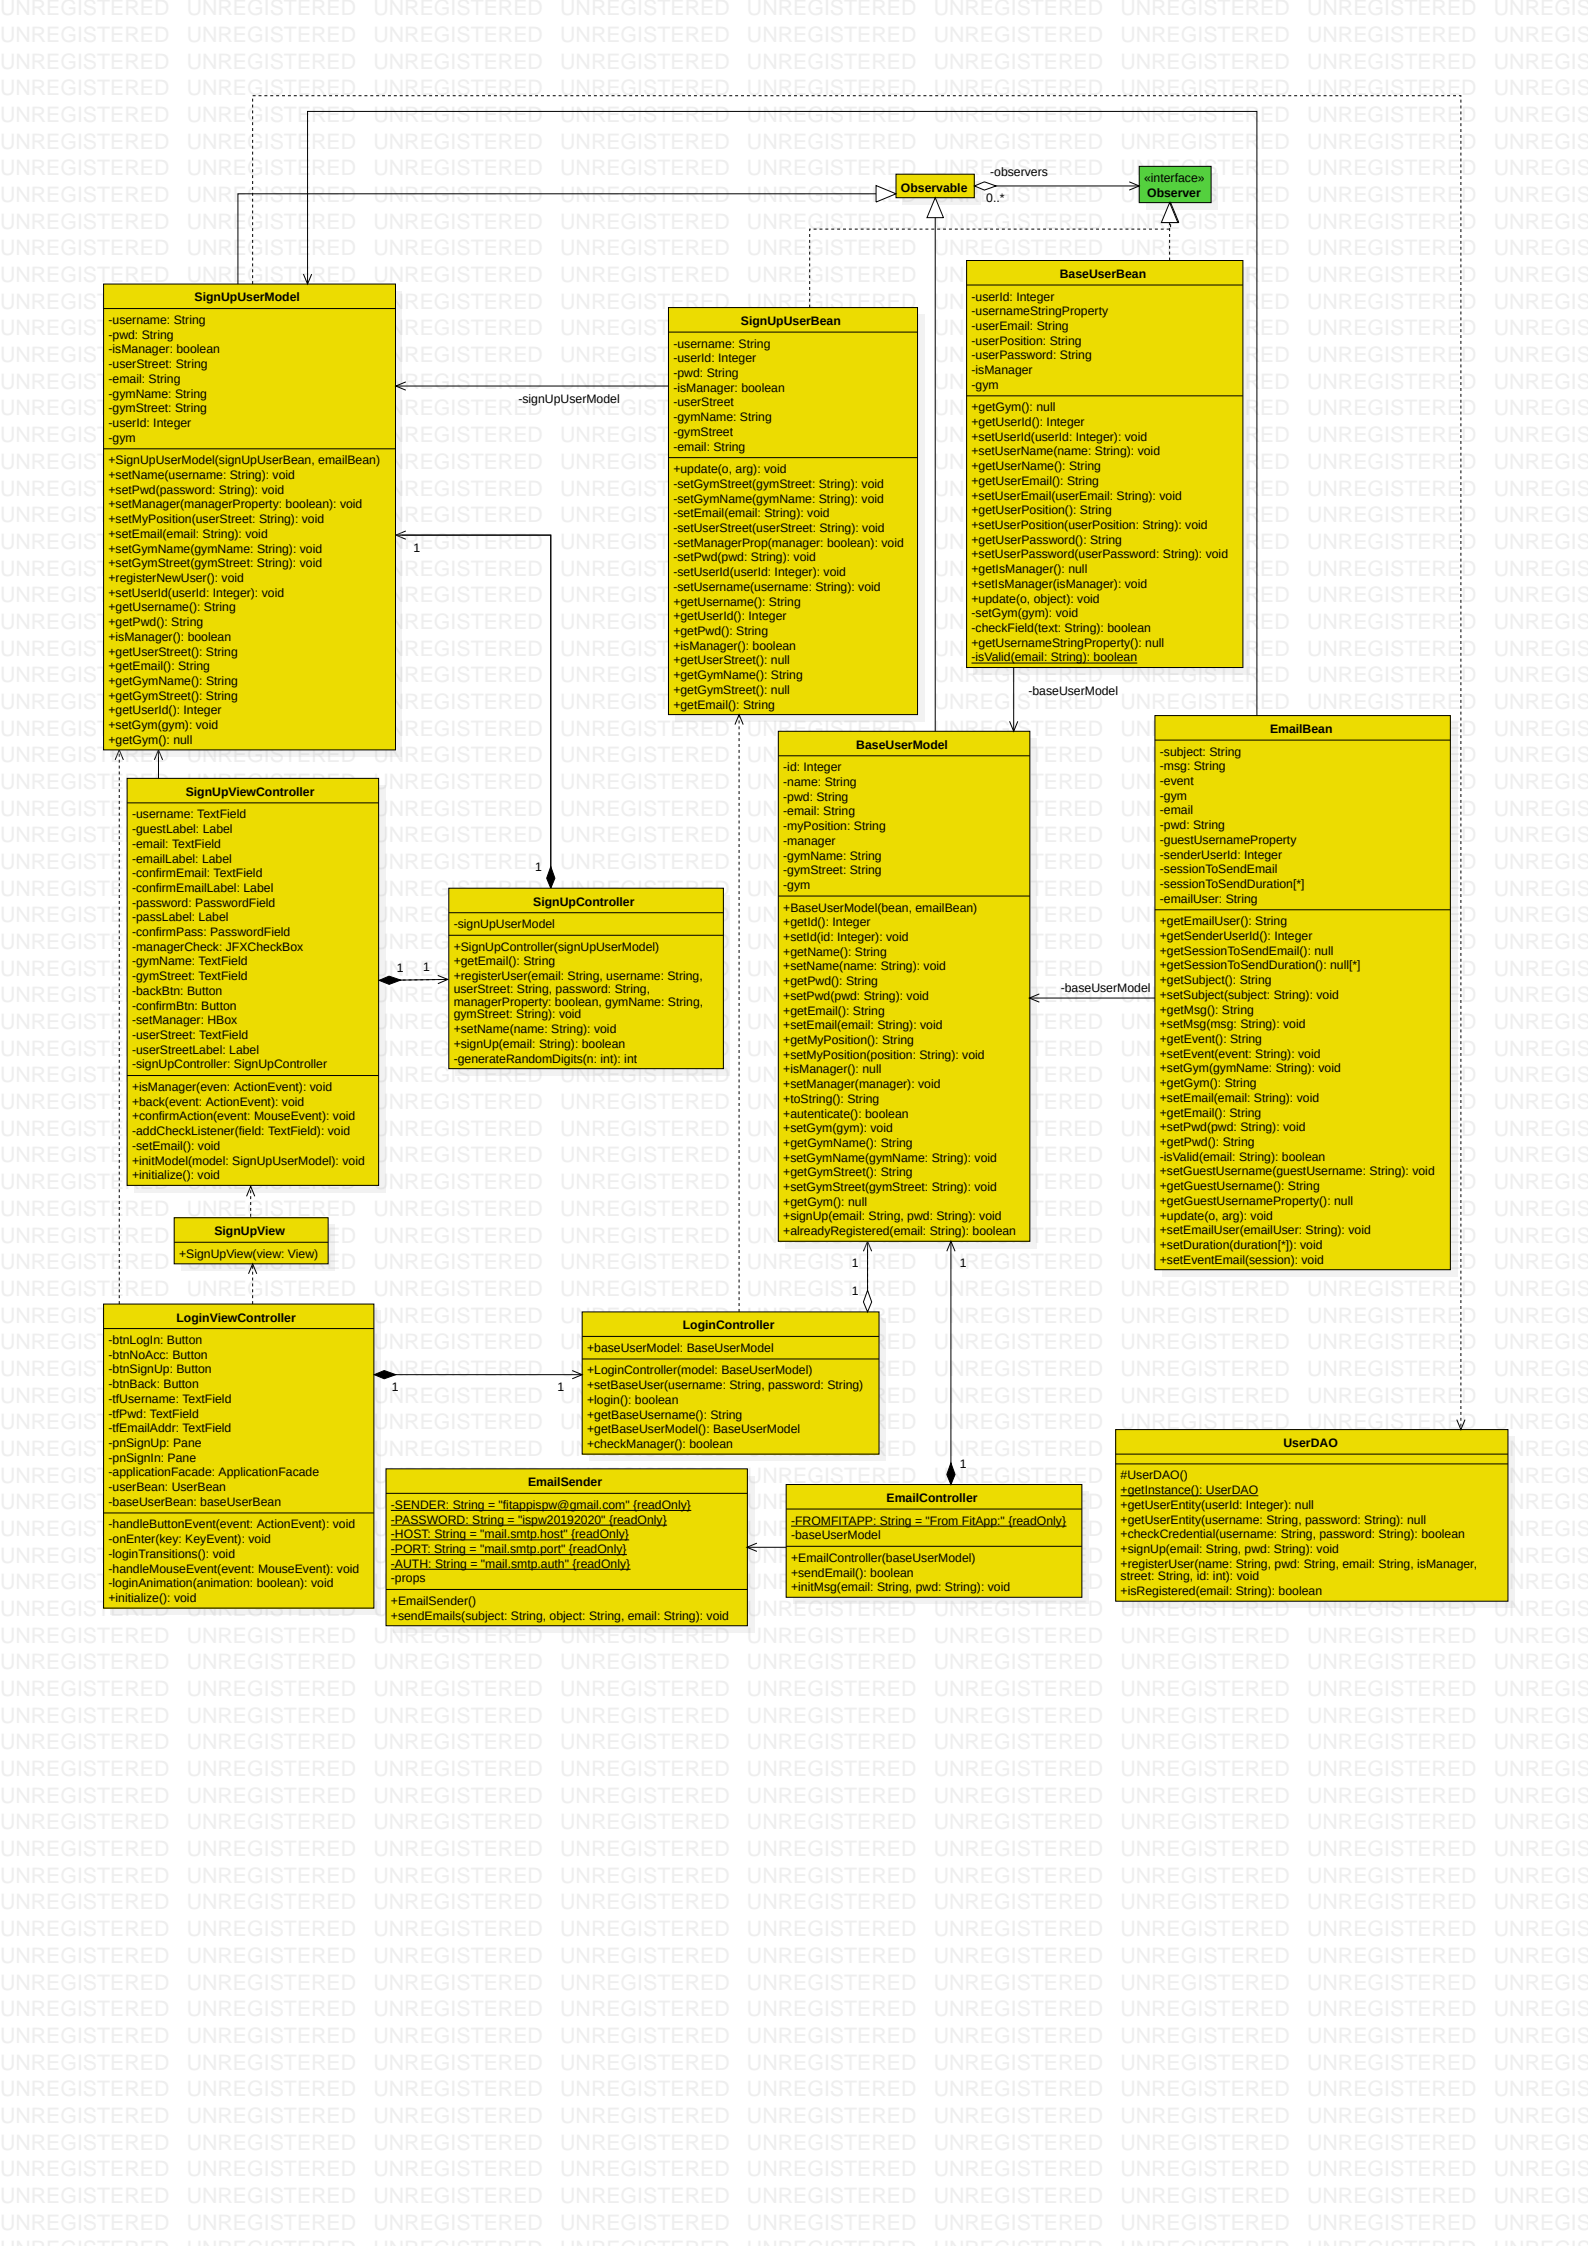 -observers
Observable
0..*
«interface»
Observer
SignUpUserModel
-username: String
-pwd: String
-isManager: boolean
-userStreet: String
-email: String
-gymName: String
-gymStreet: String
-userId: Integer
-gym
+SignUpUserModel(signUpUserBean, emailBean)
+setName(username: String): void
+setPwd(password: String): void
+setManager(managerProperty: boolean): void
+setMyPosition(userStreet: String): void
+setEmail(email: String): void
+setGymName(gymName: String): void
+setGymStreet(gymStreet: String): void
+registerNewUser(): void
+setUserId(userId: Integer): void
+getUsername(): String
+getPwd(): String
+isManager(): boolean
+getUserStreet(): String
+getEmail(): String
+getGymName(): String
+getGymStreet(): String
+getUserId(): Integer
+setGym(gym): void
+getGym(): null
-signUpUserModel
1
SignUpUserBean
-username: String
-userId: Integer
-pwd: String
-isManager: boolean
-userStreet
-gymName: String
-gymStreet
-email: String
+update(o, arg): void
-setGymStreet(gymStreet: String): void
-setGymName(gymName: String): void
-setEmail(email: String): void
-setUserStreet(userStreet: String): void
-setManagerProp(manager: boolean): void
-setPwd(pwd: String): void
-setUserId(userId: Integer): void
-setUsername(username: String): void
+getUsername(): String
+getUserId(): Integer
+getPwd(): String
+isManager(): boolean
+getUserStreet(): null
+getGymName(): String
+getGymStreet(): null
+getEmail(): String
BaseUserBean
-userId: Integer
-usernameStringProperty
-userEmail: String
-userPosition: String
-userPassword: String
-isManager
-gym
+getGym(): null
+getUserId(): Integer
+setUserId(userId: Integer): void
+setUserName(name: String): void
+getUserName(): String
+getUserEmail(): String
+setUserEmail(userEmail: String): void
+getUserPosition(): String
+setUserPosition(userPosition: String): void
+getUserPassword(): String
+setUserPassword(userPassword: String): void
+getIsManager(): null
+setIsManager(isManager): void
+update(o, object): void
-setGym(gym): void
-checkField(text: String): boolean
+getUsernameStringProperty(): null
-isValid(email: String): boolean
-baseUserModel
BaseUserModel
-id: Integer
-name: String
-pwd: String
-email: String
-myPosition: String
-manager
-gymName: String
-gymStreet: String
-gym
+BaseUserModel(bean, emailBean)
+getId(): Integer
+setId(id: Integer): void
+getName(): String
+setName(name: String): void
+getPwd(): String
+setPwd(pwd: String): void
+getEmail(): String
+setEmail(email: String): void
+getMyPosition(): String
+setMyPosition(position: String): void
+isManager(): null
+setManager(manager): void
+toString(): String
+autenticate(): boolean
+setGym(gym): void
+getGymName(): String
+setGymName(gymName: String): void
+getGymStreet(): String
+setGymStreet(gymStreet: String): void
+getGym(): null
+signUp(email: String, pwd: String): void
+alreadyRegistered(email: String): boolean
-baseUserModel
EmailBean
-subject: String
-msg: String
-event
-gym
-email
-pwd: String
-guestUsernameProperty
-senderUserId: Integer
-sessionToSendEmail
-sessionToSendDuration[*]
-emailUser: String
+getEmailUser(): String
+getSenderUserId(): Integer
+getSessionToSendEmail(): null
+getSessionToSendDuration(): null[*]
+getSubject(): String
+setSubject(subject: String): void
+getMsg(): String
+setMsg(msg: String): void
+getEvent(): String
+setEvent(event: String): void
+setGym(gymName: String): void
+getGym(): String
+setEmail(email: String): void
+getEmail(): String
+setPwd(pwd: String): void
+getPwd(): String
-isValid(email: String): boolean
+setGuestUsername(guestUsername: String): void
+getGuestUsername(): String
+getGuestUsernameProperty(): null
+update(o, arg): void
+setEmailUser(emailUser: String): void
+setDuration(duration[*]): void
+setEventEmail(session): void
SignUpViewController
-username: TextField
-guestLabel: Label
-email: TextField
-emailLabel: Label
-confirmEmail: TextField
-confirmEmailLabel: Label
-password: PasswordField
-passLabel: Label
-confirmPass: PasswordField
-managerCheck: JFXCheckBox
-gymName: TextField
-gymStreet: TextField
-backBtn: Button
-confirmBtn: Button
-setManager: HBox
-userStreet: TextField
-userStreetLabel: Label
-signUpController: SignUpController
+isManager(even: ActionEvent): void
+back(event: ActionEvent): void
+confirmAction(event: MouseEvent): void
-addCheckListener(field: TextField): void
-setEmail(): void
+initModel(model: SignUpUserModel): void
+initialize(): void
1 1
1
SignUpController
-signUpUserModel
+SignUpController(signUpUserModel)
+getEmail(): String
+registerUser(email: String, username: String,
userStreet: String, password: String,
managerProperty: boolean, gymName: String,
gymStreet: String): void
+setName(name: String): void
+signUp(email: String): boolean
-generateRandomDigits(n: int): int
SignUpView
+SignUpView(view: View)
LoginViewController
-btnLogIn: Button
-btnNoAcc: Button
-btnSignUp: Button
-btnBack: Button
-tfUsername: TextField
-tfPwd: TextField
-tfEmailAddr: TextField
-pnSignUp: Pane
-pnSignIn: Pane
-applicationFacade: ApplicationFacade
-userBean: UserBean
-baseUserBean: baseUserBean
-handleButtonEvent(event: ActionEvent): void
-onEnter(key: KeyEvent): void
-loginTransitions(): void
-handleMouseEvent(event: MouseEvent): void
-loginAnimation(animation: boolean): void
+initialize(): void
1 1
1 1
1
LoginController
+baseUserModel: BaseUserModel
+LoginController(model: BaseUserModel)
+setBaseUser(username: String, password: String)
+login(): boolean
+getBaseUsername(): String
+getBaseUserModel(): BaseUserModel
+checkManager(): boolean
EmailSender
-SENDER: String = "fitappispw@gmail.com" {readOnly}
-PASSWORD: String = "ispw20192020" {readOnly}
-HOST: String = "mail.smtp.host" {readOnly}
-PORT: String = "mail.smtp.port" {readOnly}
-AUTH: String = "mail.smtp.auth" {readOnly}
-props
+EmailSender()
+sendEmails(subject: String, object: String, email: String): void
1
EmailController
-FROMFITAPP: String = "From FitApp:" {readOnly}
-baseUserModel
+EmailController(baseUserModel)
+sendEmail(): boolean
+initMsg(email: String, pwd: String): void
UserDAO
#UserDAO()
+getInstance(): UserDAO
+getUserEntity(userId: Integer): null
+getUserEntity(username: String, password: String): null
+checkCredential(username: String, password: String): boolean
+signUp(email: String, pwd: String): void
+registerUser(name: String, pwd: String, email: String, isManager,
street: String, id: int): void
+isRegistered(email: String): boolean
UNREGISTERED UNREGISTERED UNREGISTERED UNREGISTERED UNREGISTERED UNREGISTERED UNREGISTERED UNREGISTERED